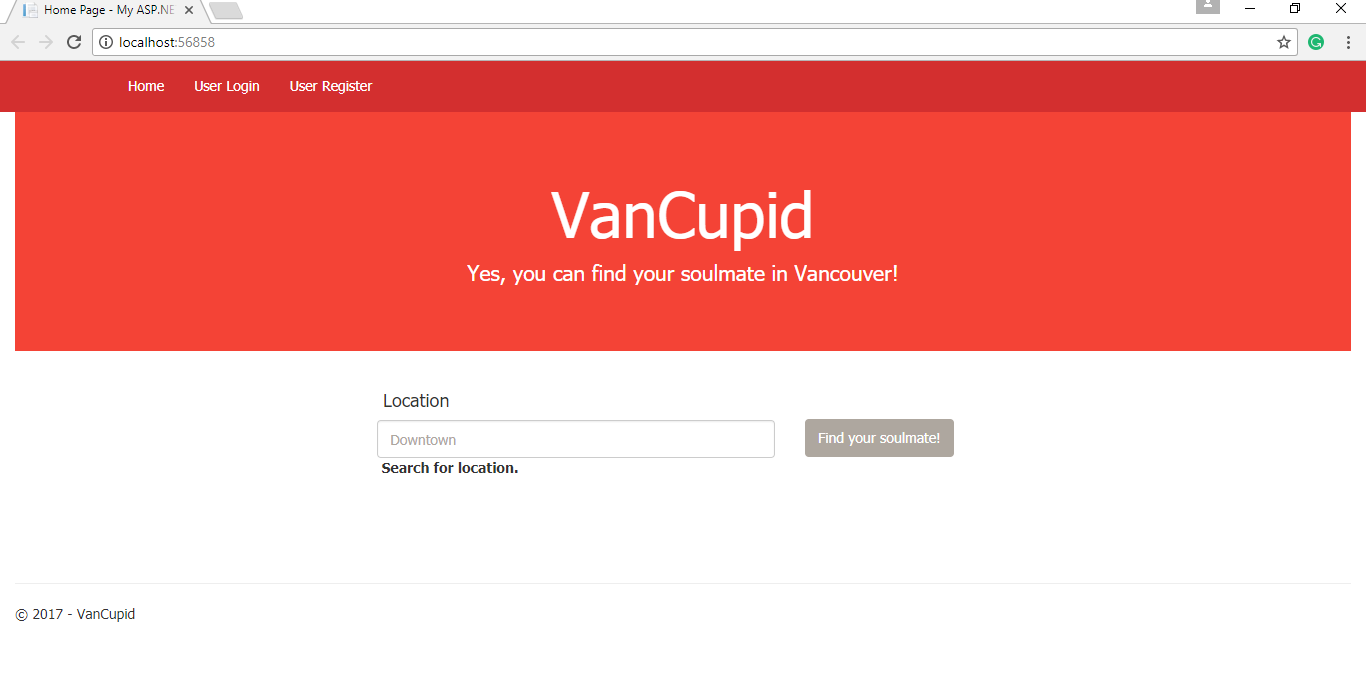 Home Page - My ASP.NE
localhost:56858
Home User Login User Register
VanCupid
Yes, you can find your soulmate in Vancouver!
Location
Downtown Find your soulmate!
Search for location.
© 2017 - VanCupid